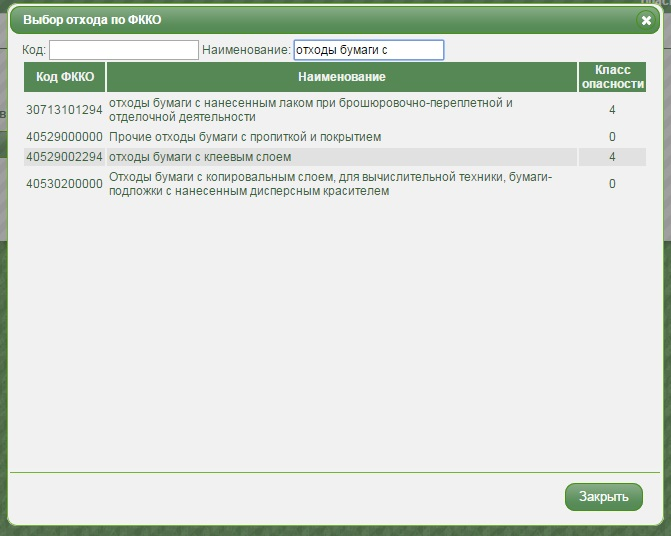 Выбор отхода по ФККО
Код: Наименование: отходы бумаги с
Код ФККО Наименование Класс опасности
30713101294 отходы бумаги с нанесенным лаком при брошюровочно-переплетной и отделочной деятельности 4
40529000000 Прочие отходы бумаги с пропиткой и покрытием 0
40529002294 отходы бумаги с клеевым слоем 4
40530200000 Отходы бумаги с копировальным слоем, для вычислительной техники, бумаги-подложки с нанесенным дисперсным красителем 0
Закрыть